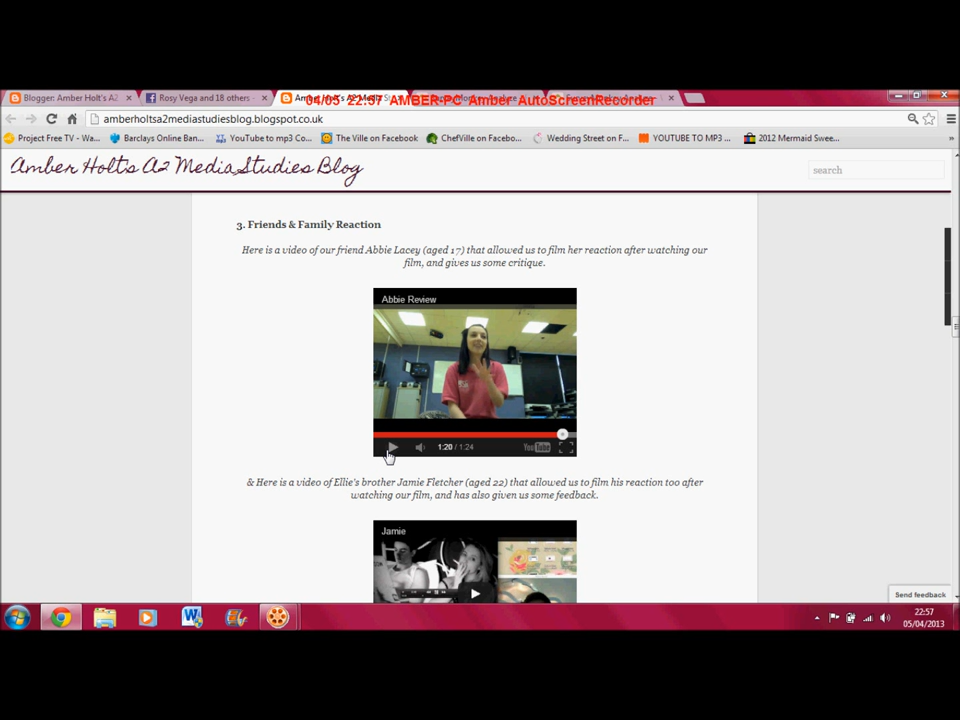 Blogger: Amber Holt's A2
Rosy Vega and 18 others
04/05 22:57 AMBER-PC Amber AutoScreenRecorder
amberholtsa2mediastudiesblog.blogspot.co.uk
Project Free TV - Wa...
Barclays Online Ban...
YouTube to mp3 Co...
The Ville on Facebook
ChefVille on Facebo...
Wedding Street on F...
YOUTUBE TO MP3 ...
2012 Mermaid Swee...
Amber Holt's A2 Media Studies Blog
search
3. Friends & Family Reaction
Here is a video of our friend Abbie Lacey (aged 17) that allowed us to film her reaction after watching our
film, and gives us some critique.
Abbie Review
1:20 / 1:24
YouTube
& Here is a video of Ellie's brother Jamie Fletcher (aged 22) that allowed us to film his reaction too after
watching our film, and has also given us some feedback.
Jamie
Send feedback
22:57
05/04/2013